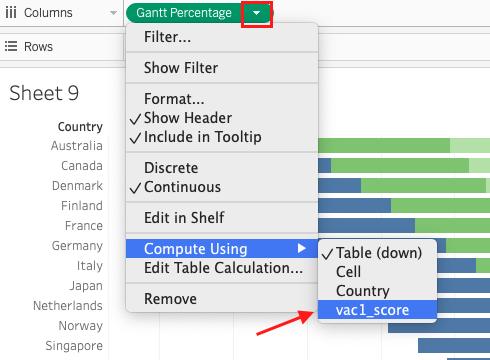 Columns
Gantt Percentage
Rows
Sheet 9
Country
Australia
Canada
Denmark
Finland
France
Germany
Italy
Japan
Netherlands
Norway
Singapore
Filter...
Show Filter
Format...
✓ Show Header
✓ Include in Tooltip
Discrete
✓ Continuous
Edit in Shelf
Compute Using
Edit Table Calculation...
Remove
✓ Table (down)
Cell
Country
vac1_score